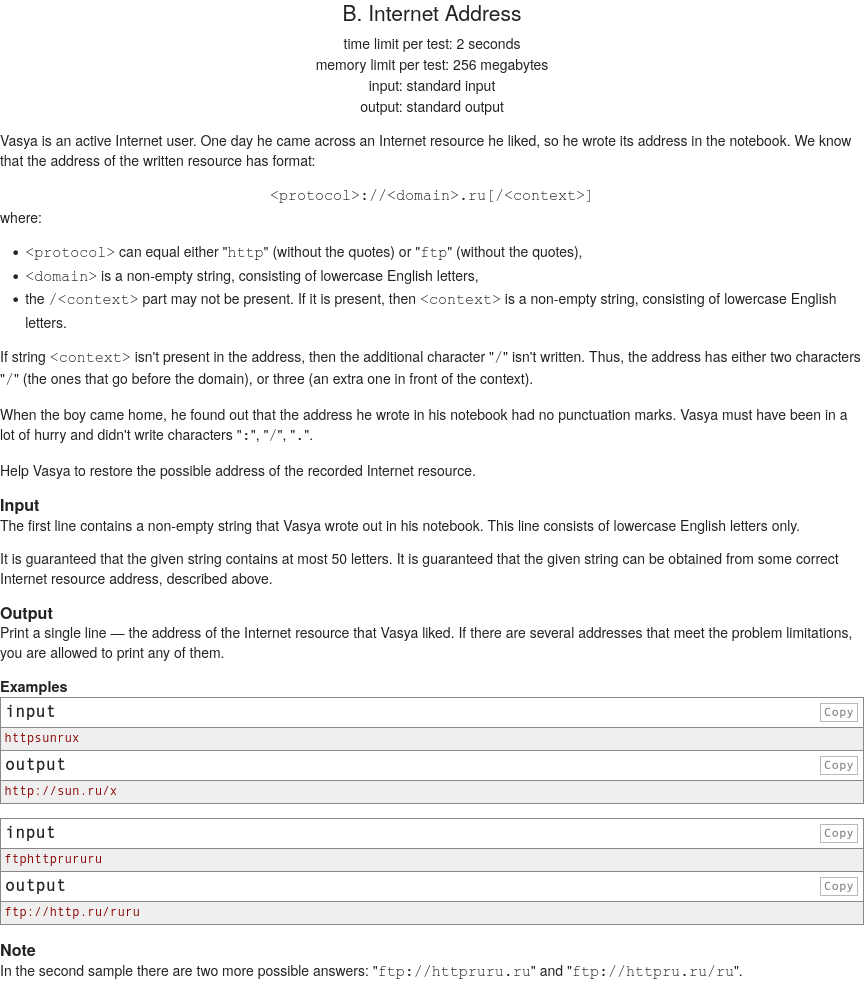 B. Internet Address
time limit per test: 2 seconds
memory limit per test: 256 megabytes
input: standard input
output: standard output
Vasya is an active Internet user. One day he came across an Internet resource he liked, so he wrote its address in the notebook. We know
that the address of the written resource has format:
<protocol>://<domain>.ru[/<context>]
where:
• <protocol> can equal either "http" (without the quotes) or "ftp" (without the quotes),
• <domain> is a non-empty string, consisting of lowercase English letters,
• the /<context> part may not be present. If it is present, then <context> is a non-empty string, consisting of lowercase English
letters.
If string <context> isn't present in the address, then the additional character "/" isn't written. Thus, the address has either two characters
"/" (the ones that go before the domain), or three (an extra one in front of the context).
When the boy came home, he found out that the address he wrote in his notebook had no punctuation marks. Vasya must have been in a
lot of hurry and didn't write characters ":", "/", ".".
Help Vasya to restore the possible address of the recorded Internet resource.
Input
The first line contains a non-empty string that Vasya wrote out in his notebook. This line consists of lowercase English letters only.
It is guaranteed that the given string contains at most 50 letters. It is guaranteed that the given string can be obtained from some correct
Internet resource address, described above.
Output
Print a single line — the address of the Internet resource that Vasya liked. If there are several addresses that meet the problem limitations,
you are allowed to print any of them.
Examples
input Copy
httpsunrux
output Copy
http://sun.ru/x
input Copy
ftphttprururu
output Copy
ftp://http.ru/ruru
Note
In the second sample there are two more possible answers: "ftp://httpruru.ru" and "ftp://httpru.ru/ru".